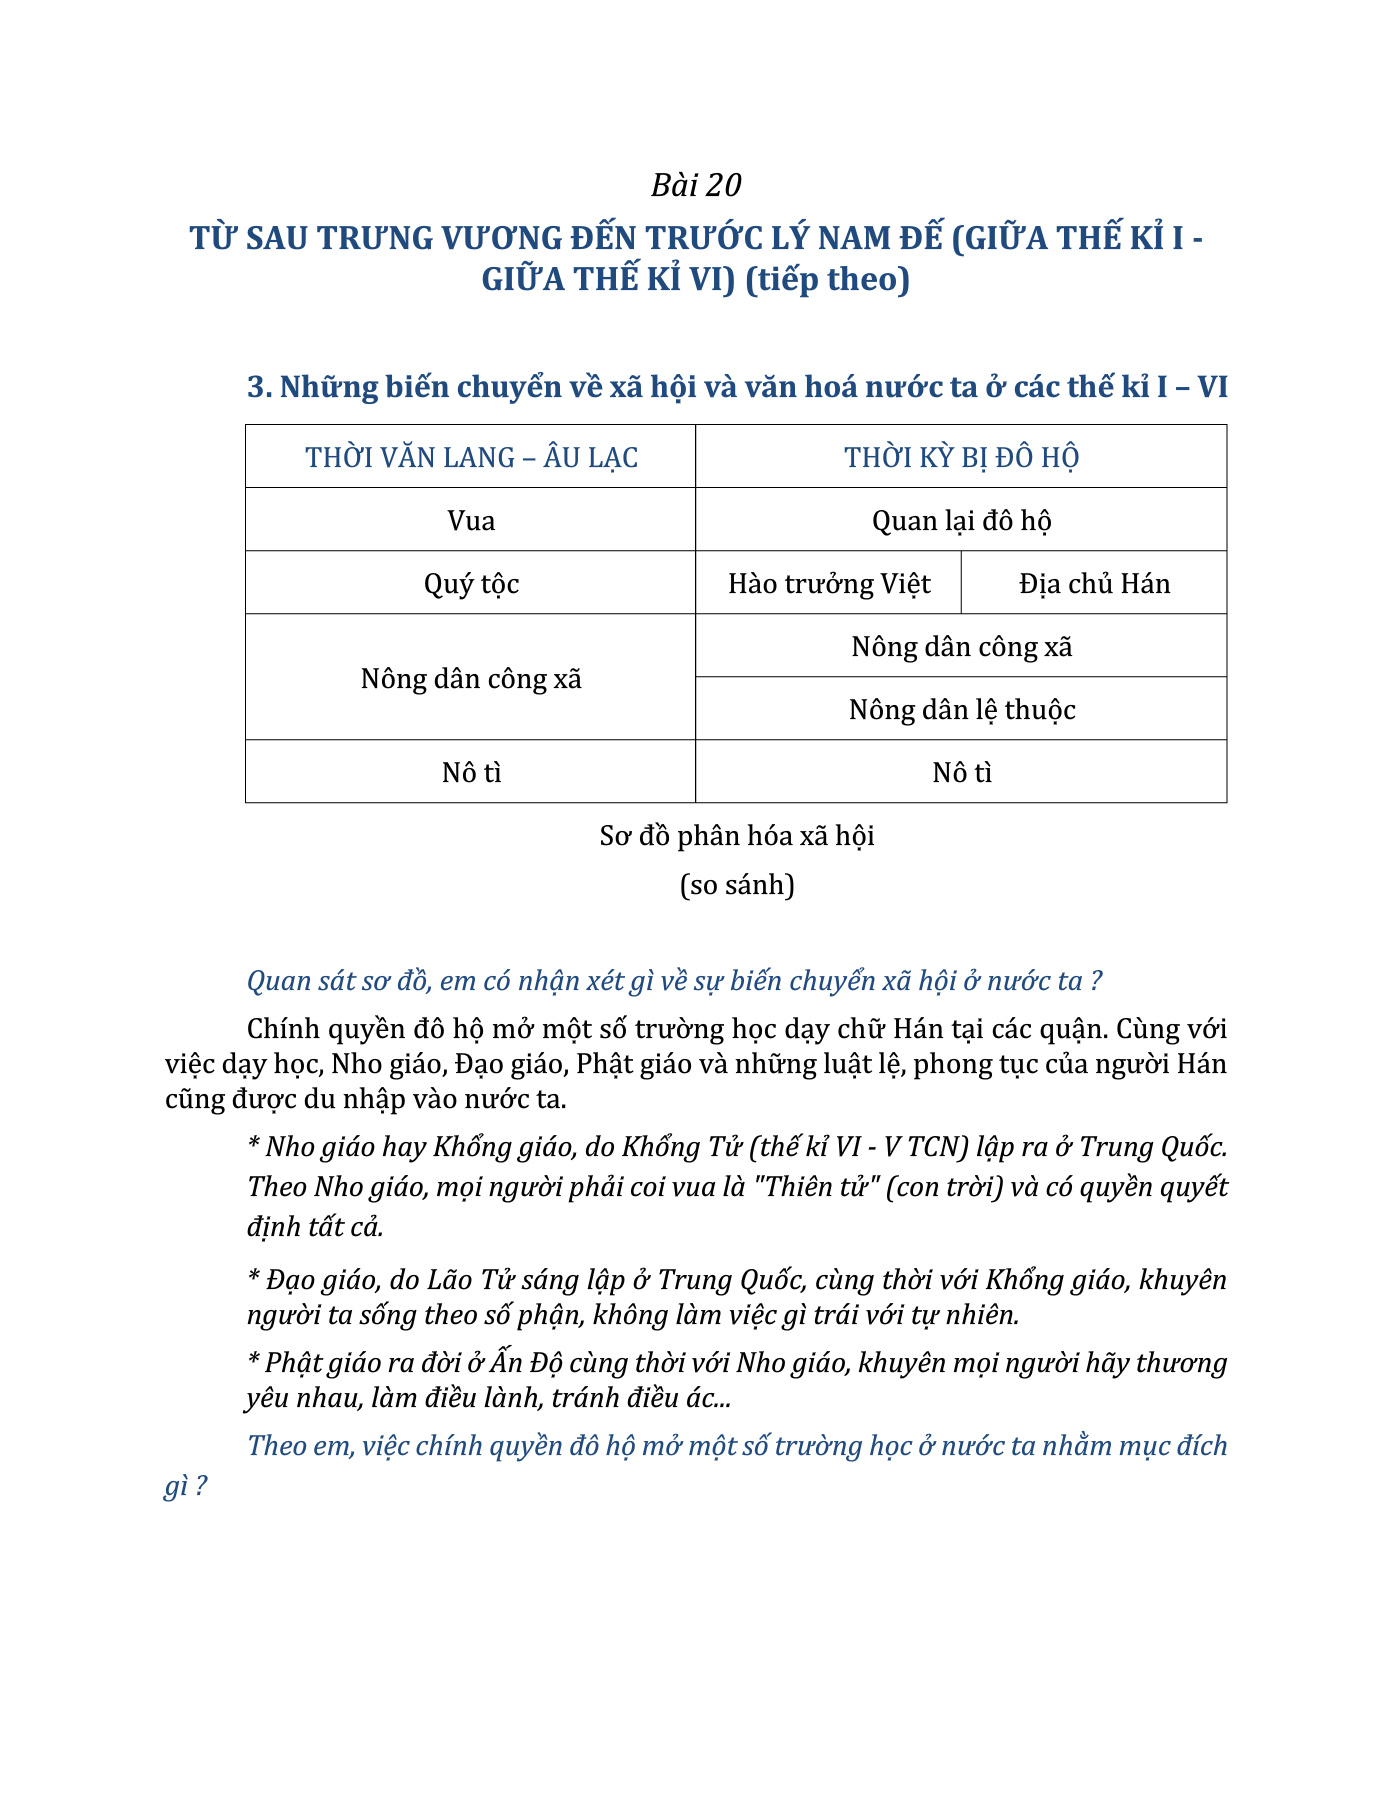 Bài 20
TỪ SAU TRƯNG VƯƠNG ĐẾN TRƯỚC LÝ NAM ĐẾ (GIỮA THẾ KỈ I -
GIỮA THẾ KỈ VI) (tiếp theo)
3. Những biến chuyển về xã hội và văn hoá nước ta ở các thế kỉ I – VI
THỜI VĂN LANG – ÂU LẠC THỜI KỲ BỊ ĐÔ HỘ
Vua Quan lại đô hộ
Quý tộc Hào trưởng Việt Địa chủ Hán
Nông dân công xã
Nông dân công xã
Nông dân lệ thuộc
Nô tì Nô tì
Sơ đồ phân hóa xã hội
(so sánh)
Quan sát sơ đồ, em có nhận xét gì về sự biến chuyển xã hội ở nước ta ?
Chính quyền đô hộ mở một số trường học dạy chữ Hán tại các quận. Cùng với
việc dạy học, Nho giáo, Đạo giáo, Phật giáo và những luật lệ, phong tục của người Hán
cũng được du nhập vào nước ta.
* Nho giáo hay Khổng giáo, do Khổng Tử (thế kỉ VI - V TCN) lập ra ở Trung Quốc.
Theo Nho giáo, mọi người phải coi vua là "Thiên tử" (con trời) và có quyền quyết
định tất cả.
* Đạo giáo, do Lão Tử sáng lập ở Trung Quốc, cùng thời với Khổng giáo, khuyên
người ta sống theo số phận, không làm việc gì trái với tự nhiên.
* Phật giáo ra đời ở Ấn Độ cùng thời với Nho giáo, khuyên mọi người hãy thương
yêu nhau, làm điều lành, tránh điều ác...
Theo em, việc chính quyền đô hộ mở một số trường học ở nước ta nhằm mục đích
gì ?